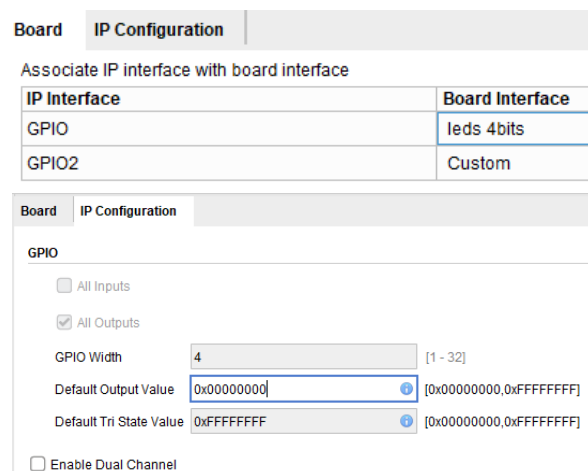 Board IP Configuration
Associate IP interface with board interface
IP Interface Board Interface
GPIO leds 4bits
GPIO2 Custom
Board IP Configuration
GPIO
All Inputs
All Outputs
GPIO Width 4 [1 - 32]
Default Output Value 0x00000000 [0x00000000,0xFFFFFFFF]
Default Tri State Value 0xFFFFFFFF [0x00000000,0xFFFFFFFF]
Enable Dual Channel